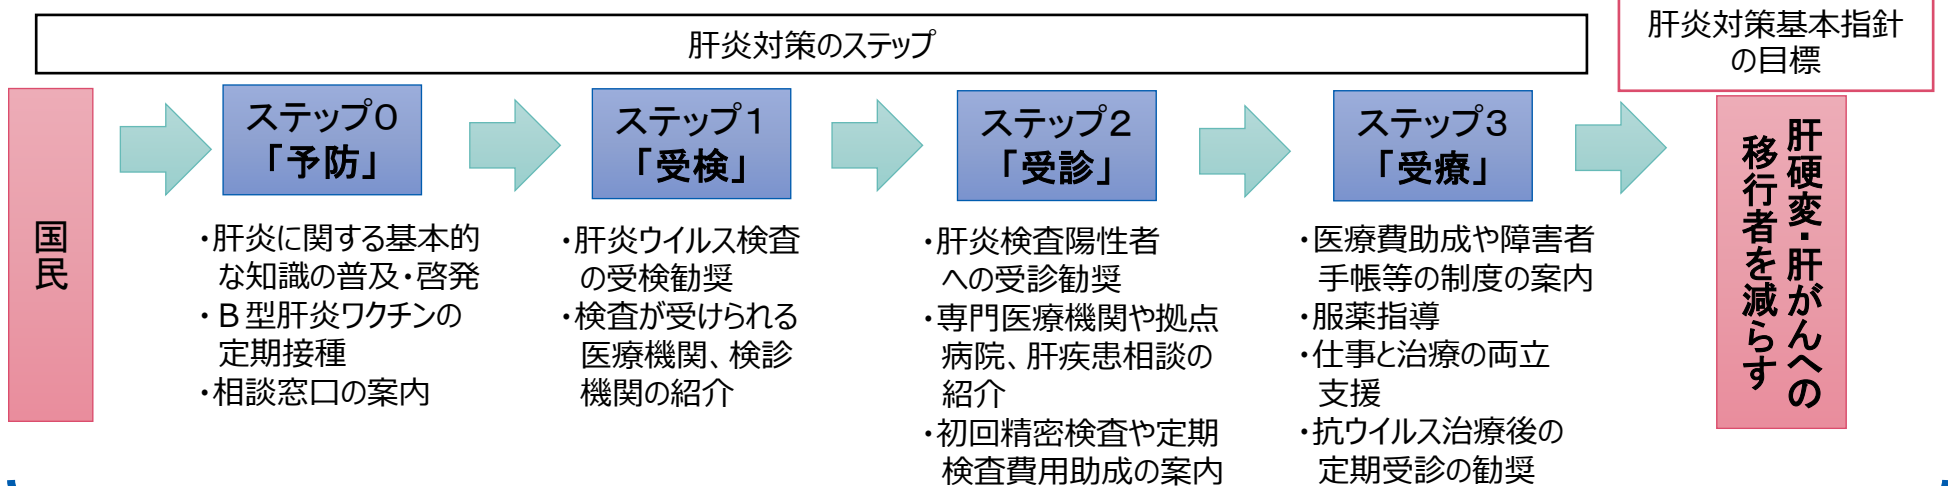 肝炎対策のステップ
肝炎対策基本指針
の目標
国民
ステップ0
「予防」
・肝炎に関する基本的
な知識の普及・啓発
・B型肝炎ワクチンの
定期接種
・相談窓口の案内
ステップ1
「受検」
・肝炎ウイルス検査
の受検勧奨
・検査が受けられる
医療機関、検診
機関の紹介
ステップ2
「受診」
・肝炎検査陽性者
への受診勧奨
・専門医療機関や拠点
病院、肝疾患相談の
紹介
・初回精密検査や定期
検査費用助成の案内
ステップ3
「受療」
・医療費助成や障害者
手帳等の制度の案内
・服薬指導
・仕事と治療の両立
支援
・抗ウイルス治療後の
定期受診の勧奨
肝硬変・肝がんへの
移行者を減らす